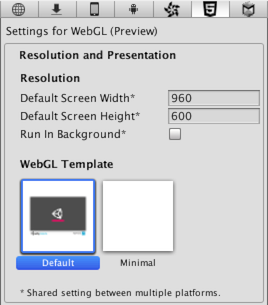 Settings for WebGL (Preview)
Resolution and Presentation
Resolution
Default Screen Width* 960
Default Screen Height* 600
Run In Background*
WebGL Template
Default Minimal
* Shared setting between multiple platforms.